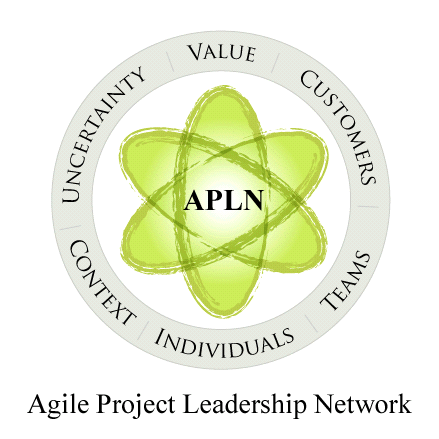 VALUE
CUSTOMERS
TEAMS
INDIVIDUALS
CONTEXT
UNCERTAINTY
APLN
Agile Project Leadership Network